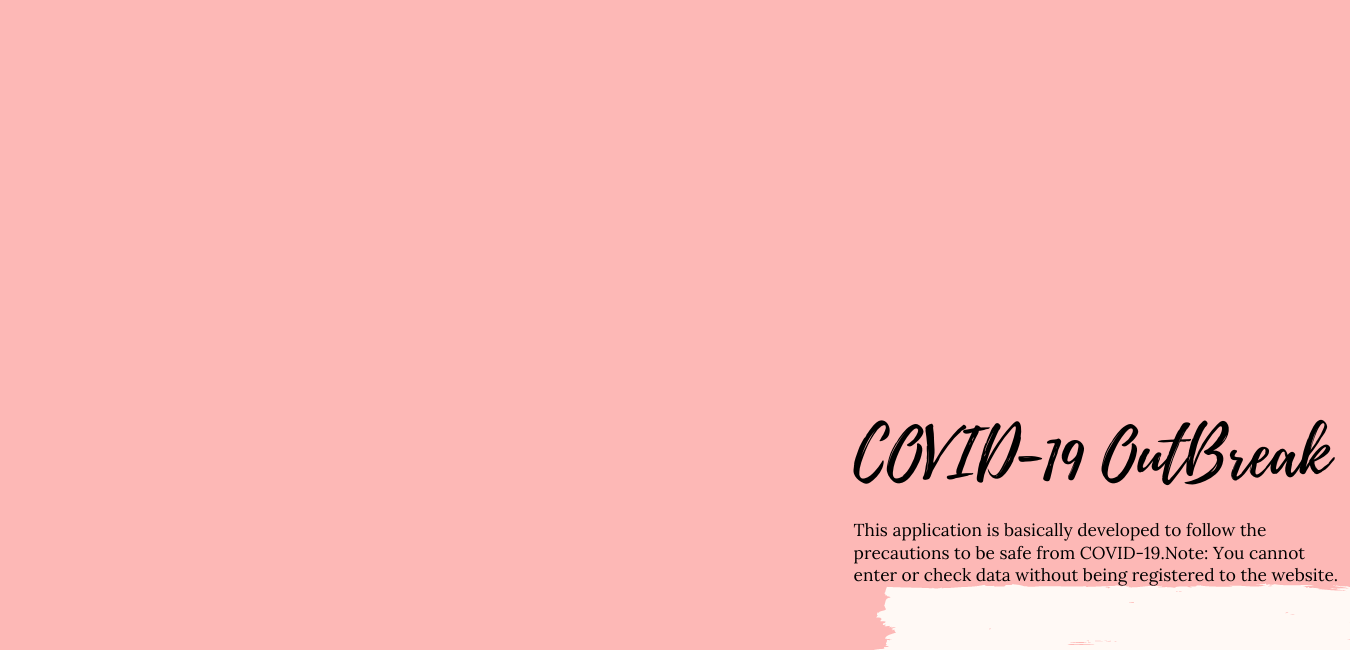 COVID-19 OutBreak
This application is basically developed to follow the
precautions to be safe from COVID-19.Note: You cannot
enter or check data without being registered to the website.